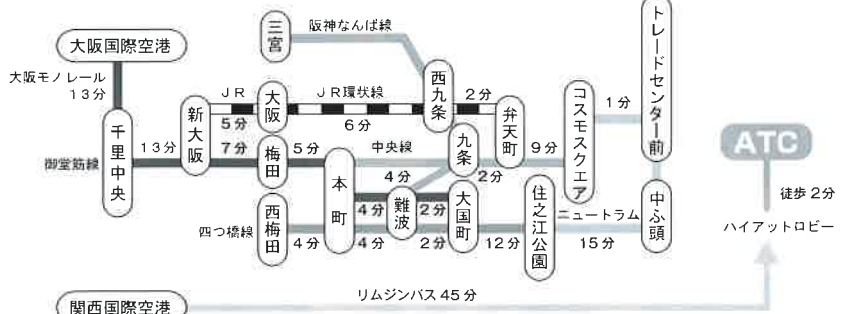 三宮
阪神なんば線
大阪国際空港
大阪モノレール
13分
千里中央
新大阪
JR
5分
大阪
JR環状線
6分
西九条
2分
弁天町
コスモスクエア
1分
トレードセンター前
御堂筋線
13分
7分
梅田
5分
本町
中央線
4分
九条
2分
9分
4分
難波
2分
大国町
四つ橋線
西梅田
4分
4分
2分
12分
住之江公園
ニュートラム
15分
中ふ頭
ATC
徒歩 2分
ハイアットロビー
関西国際空港
リムジンバス 45分